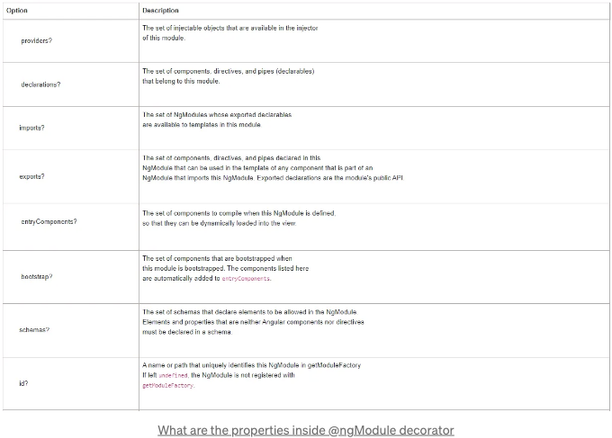 Option Description
providers? The set of injectable objects that are available in the injector
of this module.
declarations? The set of components, directives, and pipes (declarables)
that belong to this module.
imports? The set of NgModules whose exported declarables
are available to templates in this module
exports? The set of components, directives, and pipes declared in this
NgModule that can be used in the template of any component that is part of an
NgModule that imports this NgModule. Exported declarations are the module's public API
entryComponents? The set of components to compile when this NgModule is defined,
so that they can be dynamically loaded into the view
bootstrap? The set of components that are bootstrapped when
this module is bootstrapped. The components listed here
are automatically added to entryComponents.
schemas? The set of schemas that declare elements to be allowed in the NgModule.
Elements and properties that are neither Angular components nor directives
must be declared in a schema.
id? A name or path that uniquely identifies this NgModule in getModuleFactory
If left undefined, the NgModule is not registered with
getModuleFactory.
What are the properties inside @ngModule decorator